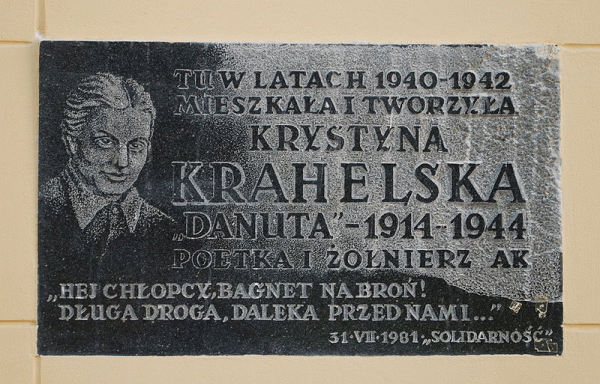 TU W LATACH 1940-1942
MIESZKAŁA I TWORZYŁA
KRYSTYNA
KRAHELSKA
„DANUTA”-1914-1944
POETKA I ŻOŁNIERZ AK
„HEJ CHŁOPCY, BAGNET NA BROŃ!
DŁUGA DROGA, DALEKA PRZED NAMI...”
31·VII·1981·„SOLIDARNOŚĆ”